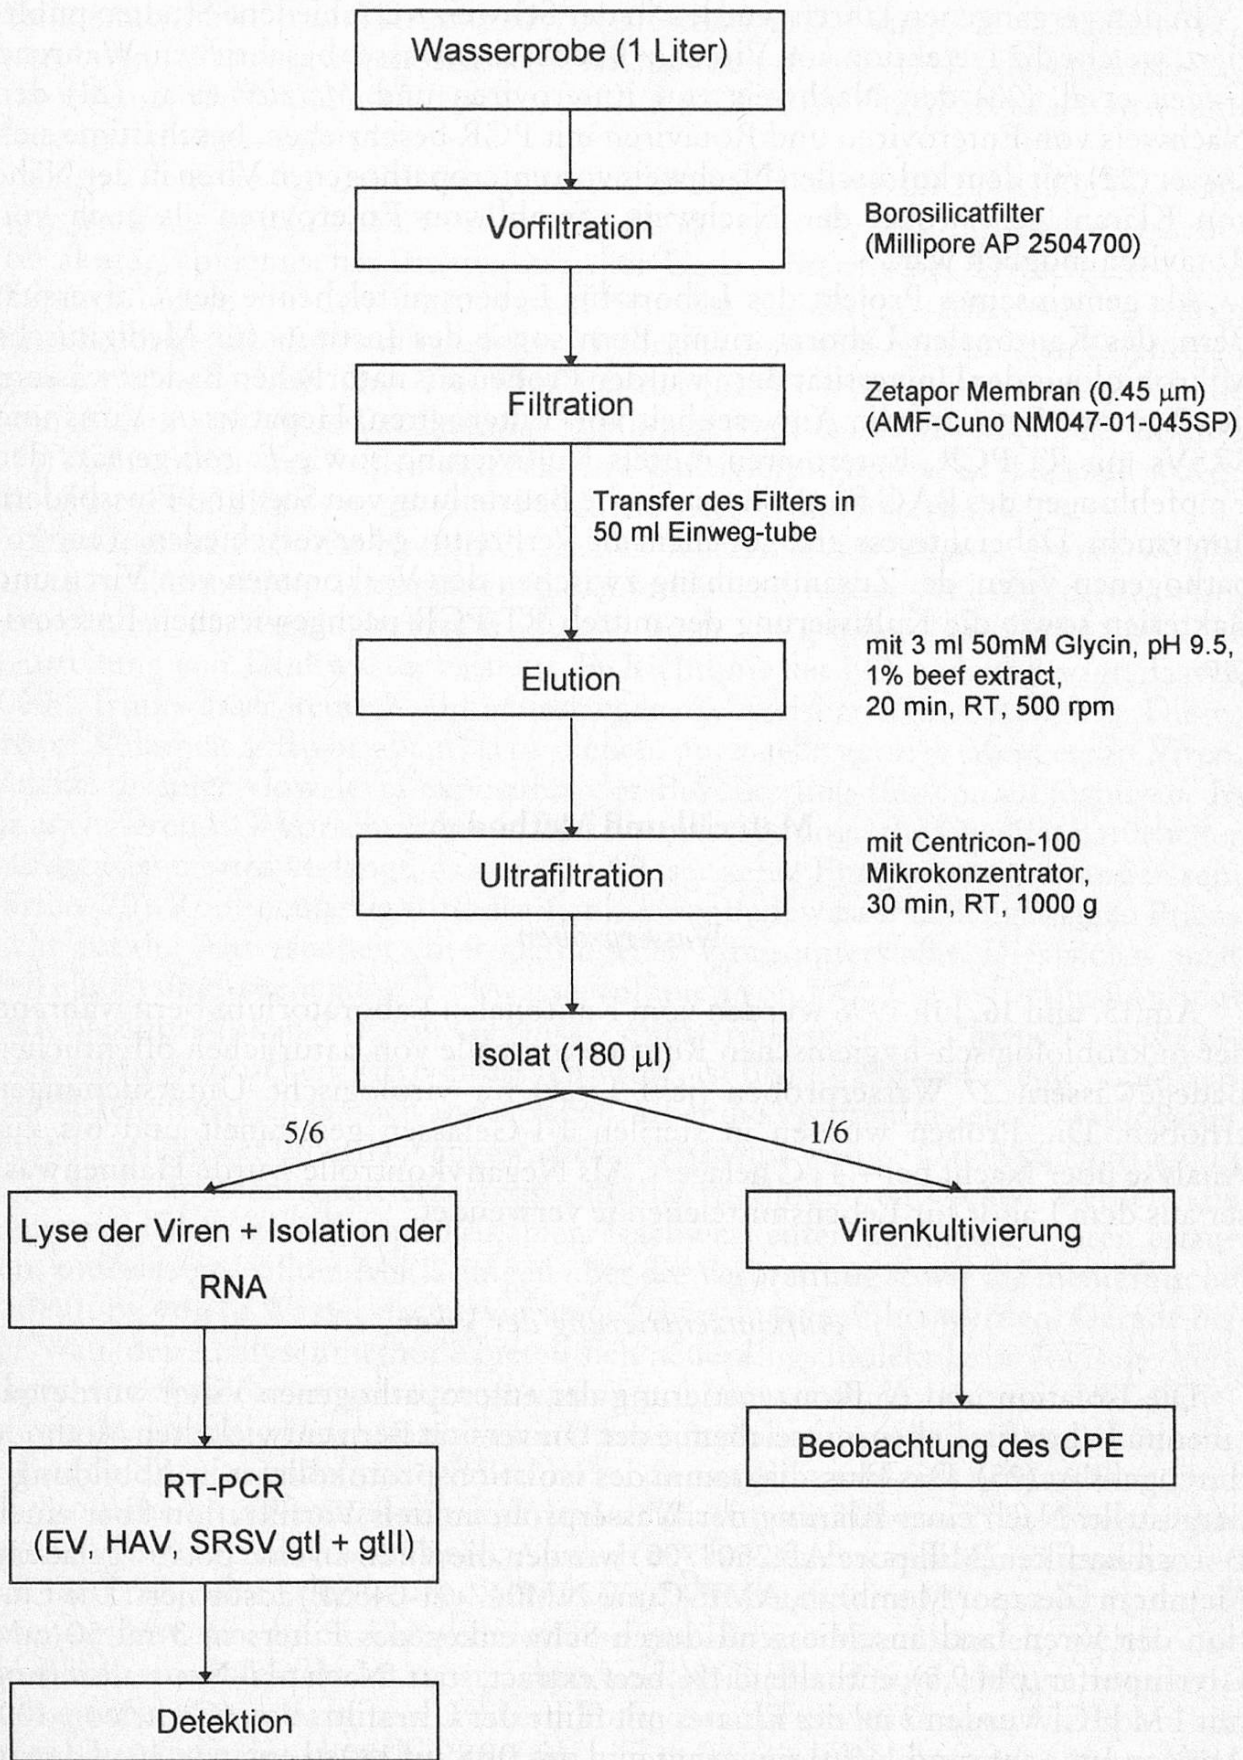 Wasserprobe (1 Liter)
Vorfiltration
Borosilicatfilter
(Millipore AP 2504700)
Filtration
Zetapor Membran (0.45 µm)
(AMF-Cuno NM047-01-045SP)
Transfer des Filters in
50 ml Einweg-tube
Elution
mit 3 ml 50mM Glycin, pH 9.5,
1% beef extract,
20 min, RT, 500 rpm
Ultrafiltration
mit Centricon-100
Mikrokonzentrator,
30 min, RT, 1000 g
Isolat (180 µl)
5/6
1/6
Lyse der Viren + Isolation der
RNA
Virenkultivierung
RT-PCR
(EV, HAV, SRSV gtI + gtII)
Beobachtung des CPE
Detektion